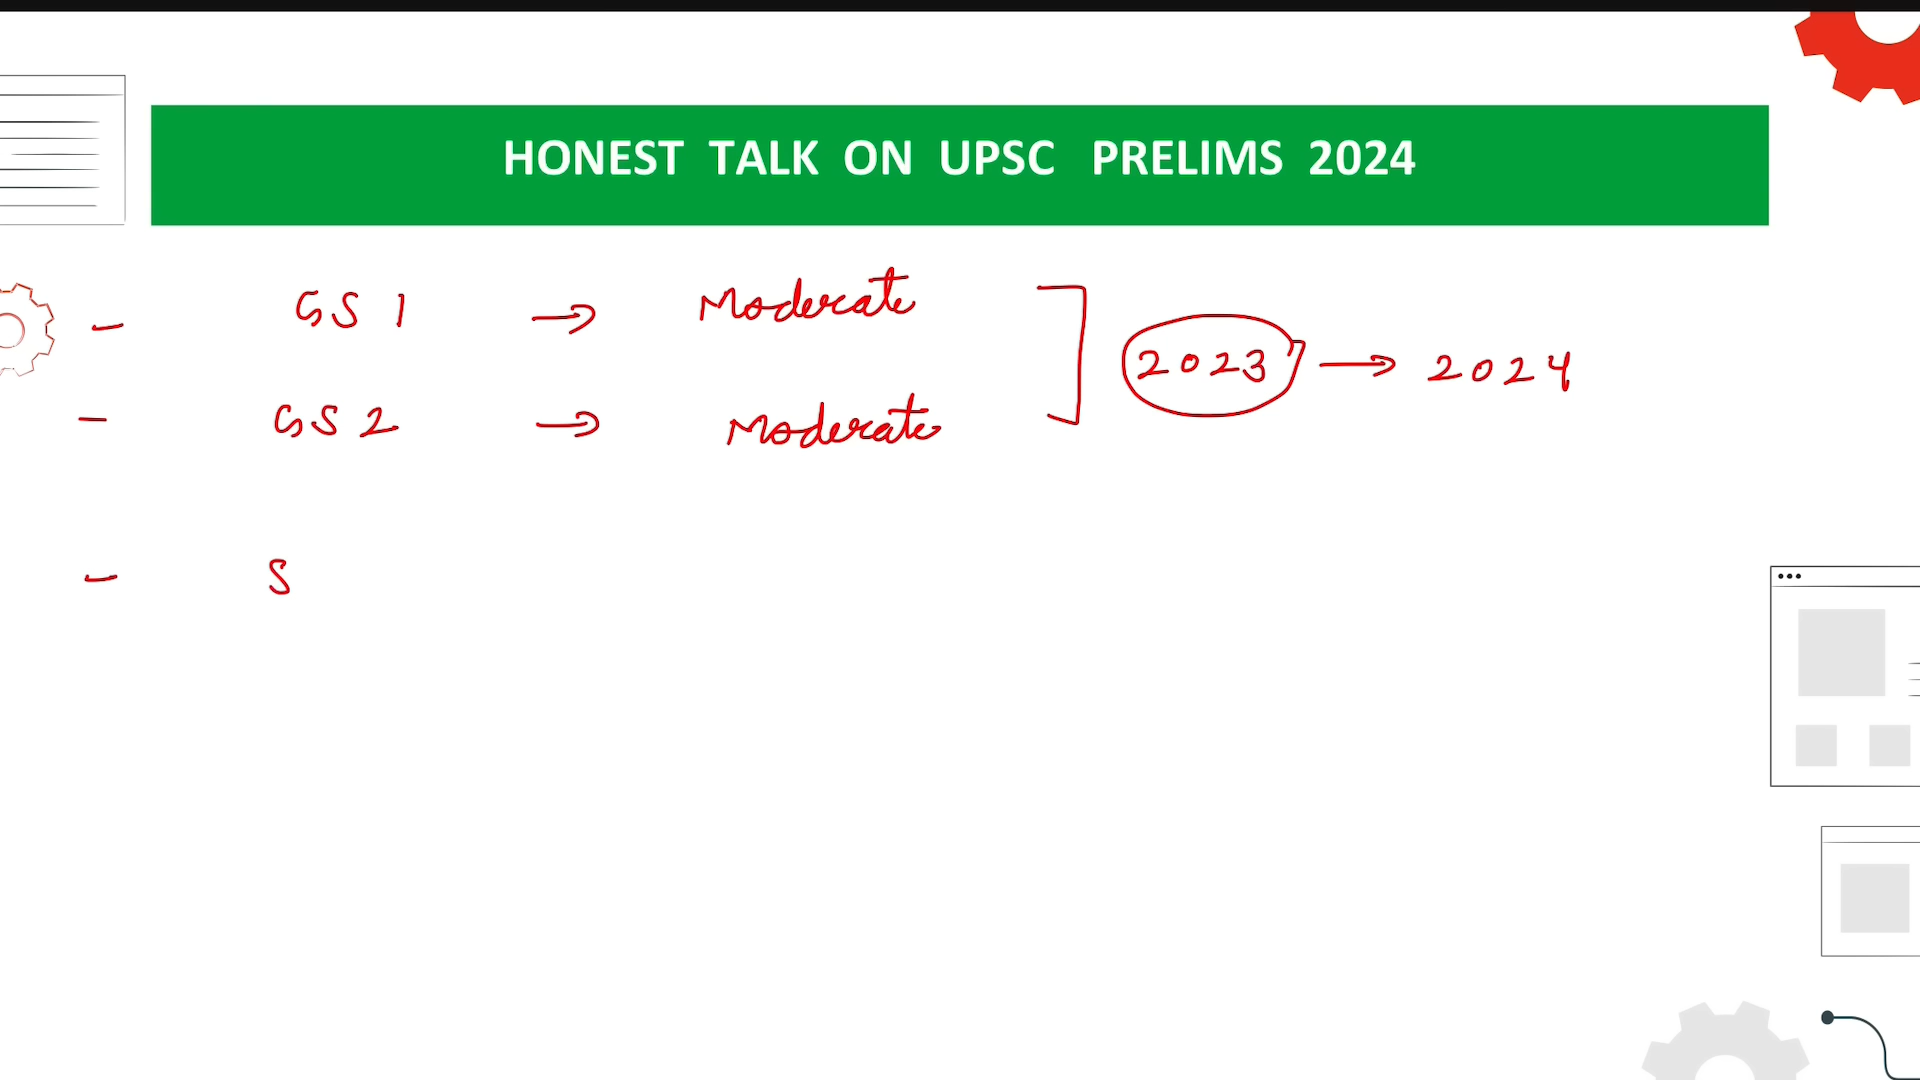 HONEST TALK ON UPSC PRELIMS 2024
- GS 1 → Moderate
2023 → 2024
- GS 2 → Moderate
- S